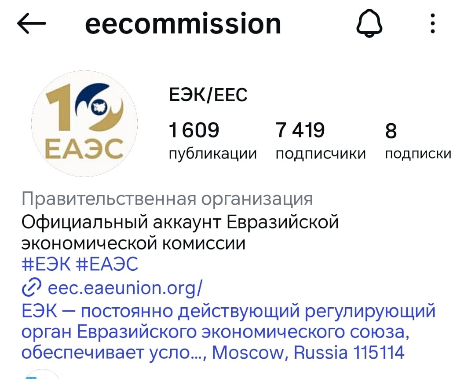 eecommission
10
ЕАЭС
ЕЭК/EEC
1 609 7 419 8
публикации подписчики подписки
Правительственная организация
Официальный аккаунт Евразийской
экономической комиссии
#ЕЭК #ЕАЭС
eec.eaeunion.org/
ЕЭК — постоянно действующий регулирующий
орган Евразийского экономического союза,
обеспечивает усло..., Moscow, Russia 115114